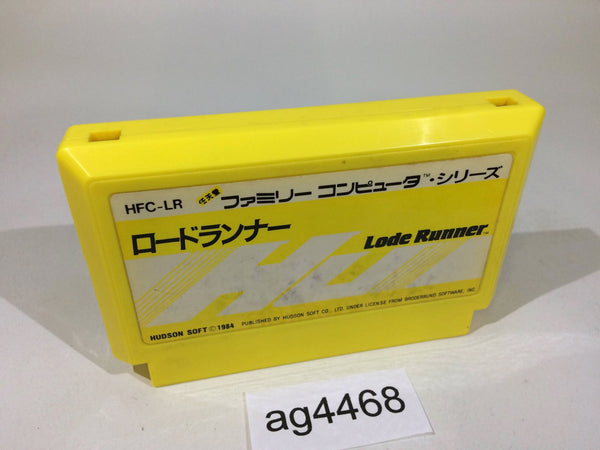 HFC-LR 任天堂 ファミリー コンピュータ™・シリーズ
ロードランナー
Lode Runner™
HUDSON SOFT © 1984 PUBLISHED BY HUDSON SOFT CO., LTD. UNDER LICENSE FROM BRODERBUND SOFTWARE, INC.
ag4468